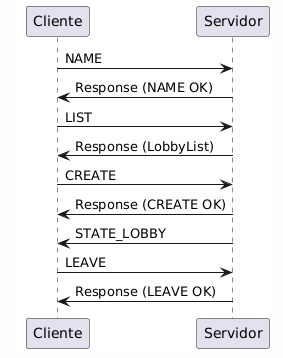 Cliente Servidor
NAME
Response (NAME OK)
LIST
Response (LobbyList)
CREATE
Response (CREATE OK)
STATE_LOBBY
LEAVE
Response (LEAVE OK)
Cliente Servidor